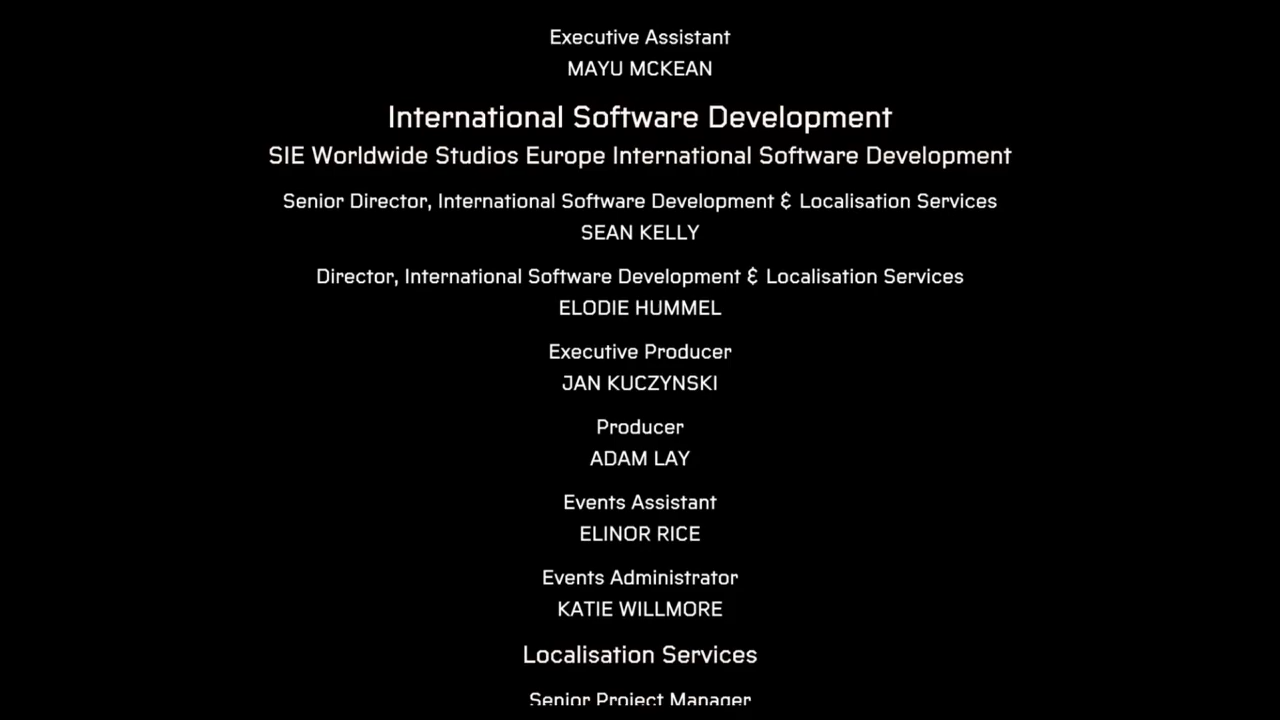 Executive Assistant
MAYU MCKEAN
International Software Development
SIE Worldwide Studios Europe International Software Development
Senior Director, International Software Development & Localisation Services
SEAN KELLY
Director, International Software Development & Localisation Services
ELODIE HUMMEL
Executive Producer
JAN KUCZYNSKI
Producer
ADAM LAY
Events Assistant
ELINOR RICE
Events Administrator
KATIE WILLMORE
Localisation Services
Senior Project Manager